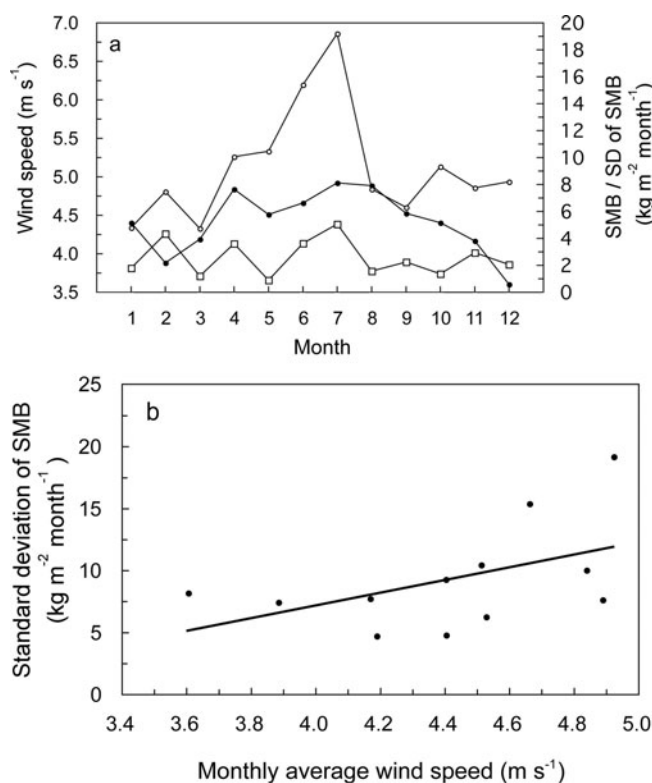 a
Wind speed (m s⁻¹)
7.0
6.5
6.0
5.5
5.0
4.5
4.0
3.5
20
18
16
14
12
10
8
6
4
2
0
SMB / SD of SMB
(kg m⁻² month⁻¹)
1 2 3 4 5 6 7 8 9 10 11 12
Month
b
Standard deviation of SMB
(kg m⁻² month⁻¹)
25
20
15
10
5
0
3.4 3.6 3.8 4.0 4.2 4.4 4.6 4.8 5.0
Monthly average wind speed (m s⁻¹)